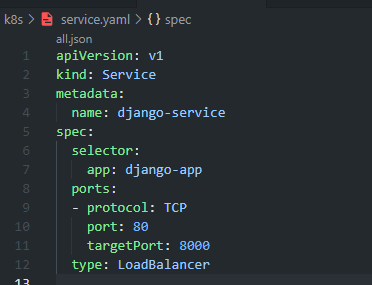 k8s > service.yaml > {} spec
all.json
1 apiVersion: v1
2 kind: Service
3 metadata:
4   name: django-service
5 spec:
6   selector:
7     app: django-app
8   ports:
9   - protocol: TCP
10     port: 80
11     targetPort: 8000
12   type: LoadBalancer
13